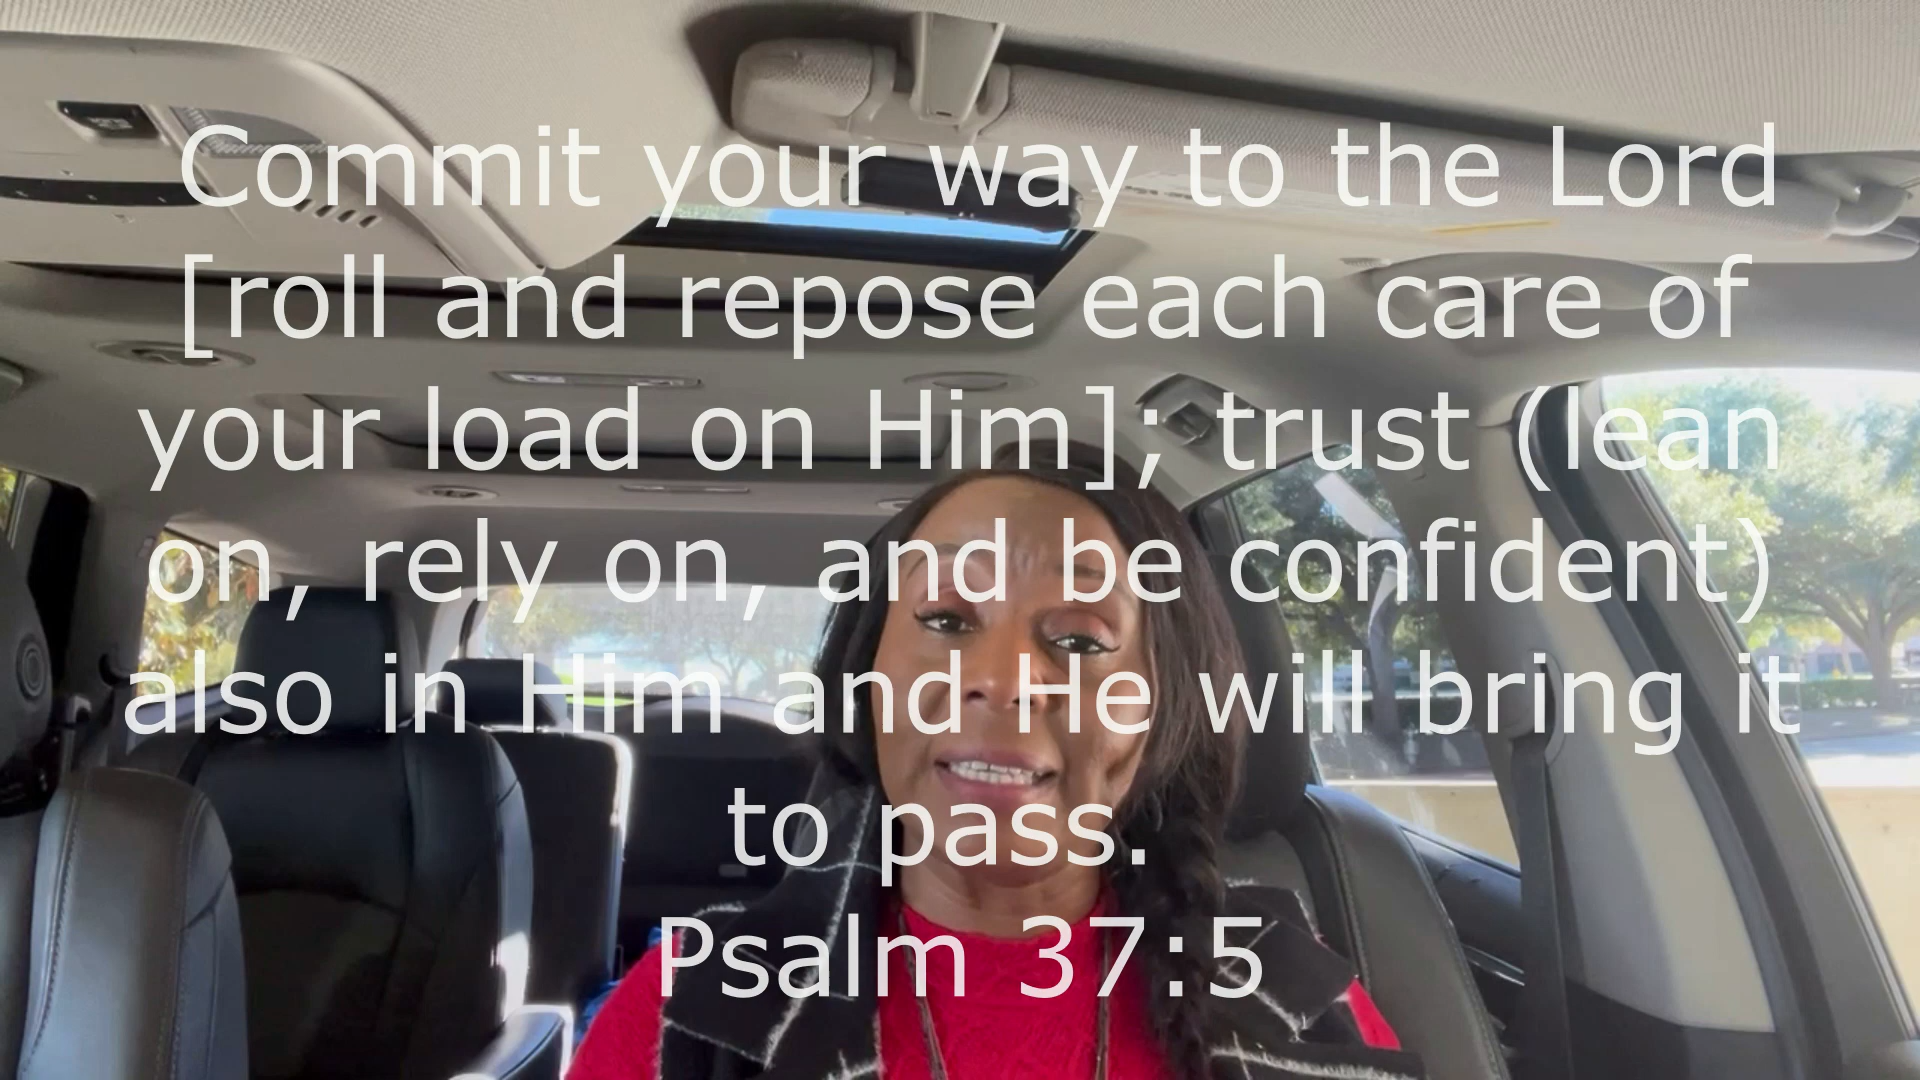 Commit your way to the Lord
[roll and repose each care of
your load on Him]; trust (lean
on, rely on, and be confident)
also in Him and He will bring it
to pass.
Psalm 37:5